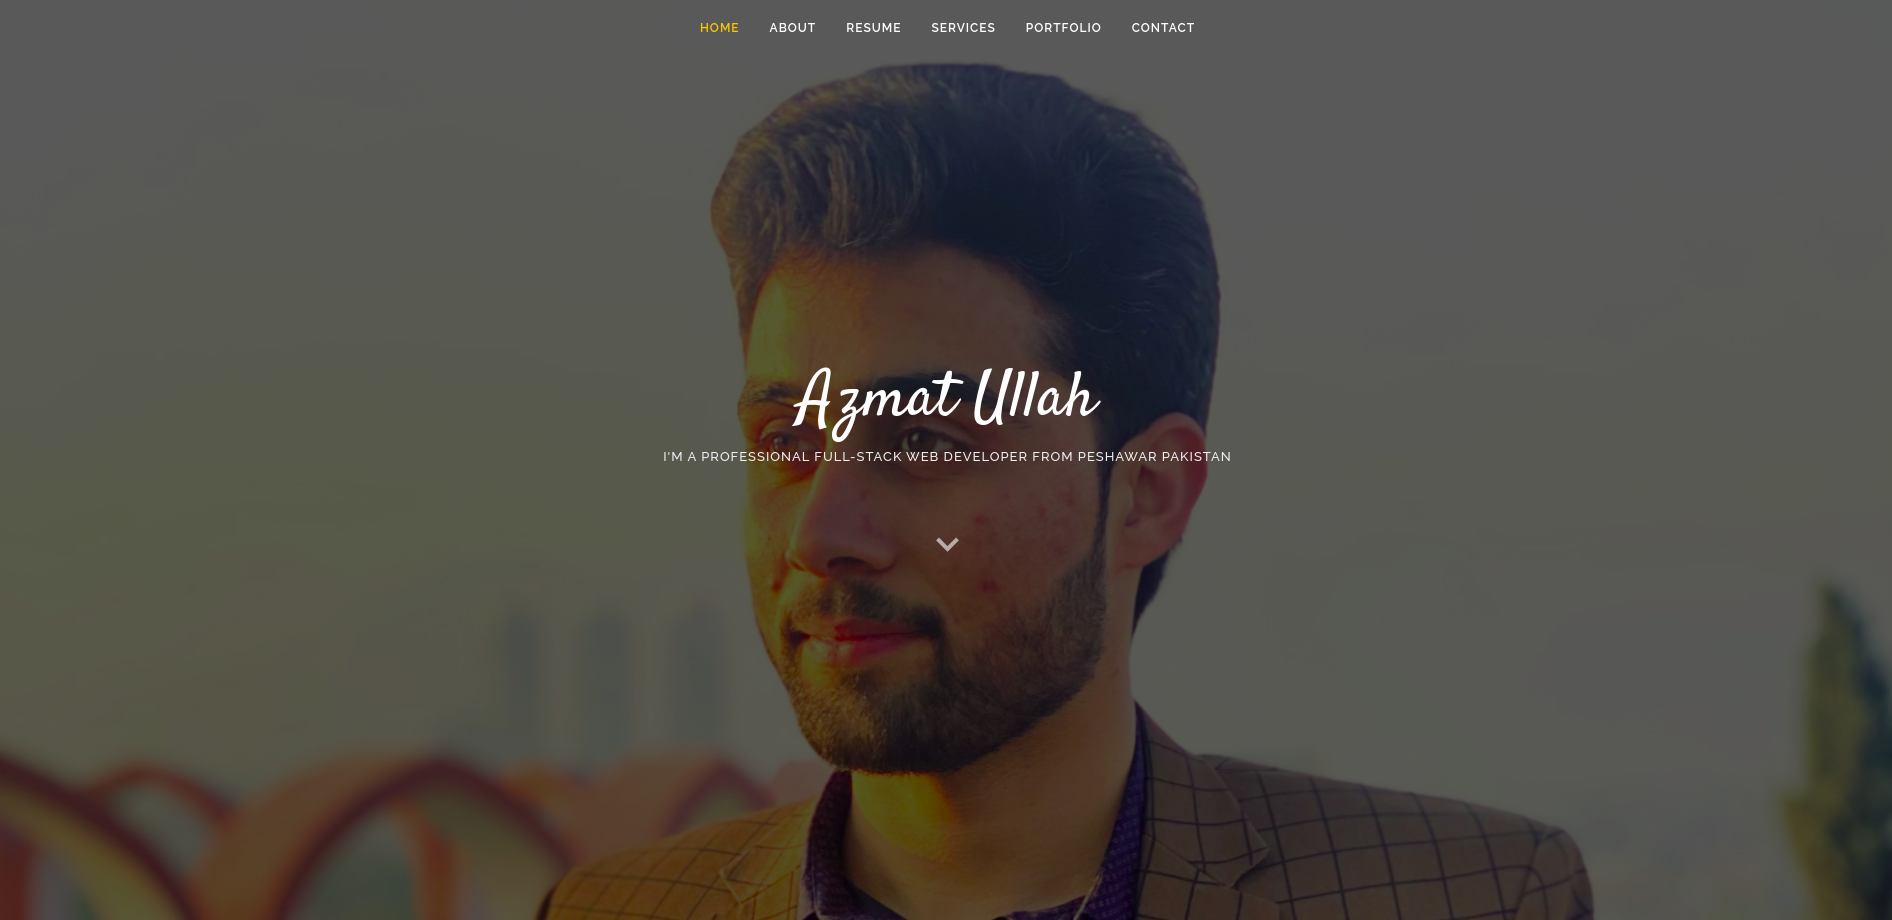 HOME ABOUT RESUME SERVICES PORTFOLIO CONTACT
Azmat Ullah
I'M A PROFESSIONAL FULL-STACK WEB DEVELOPER FROM PESHAWAR PAKISTAN